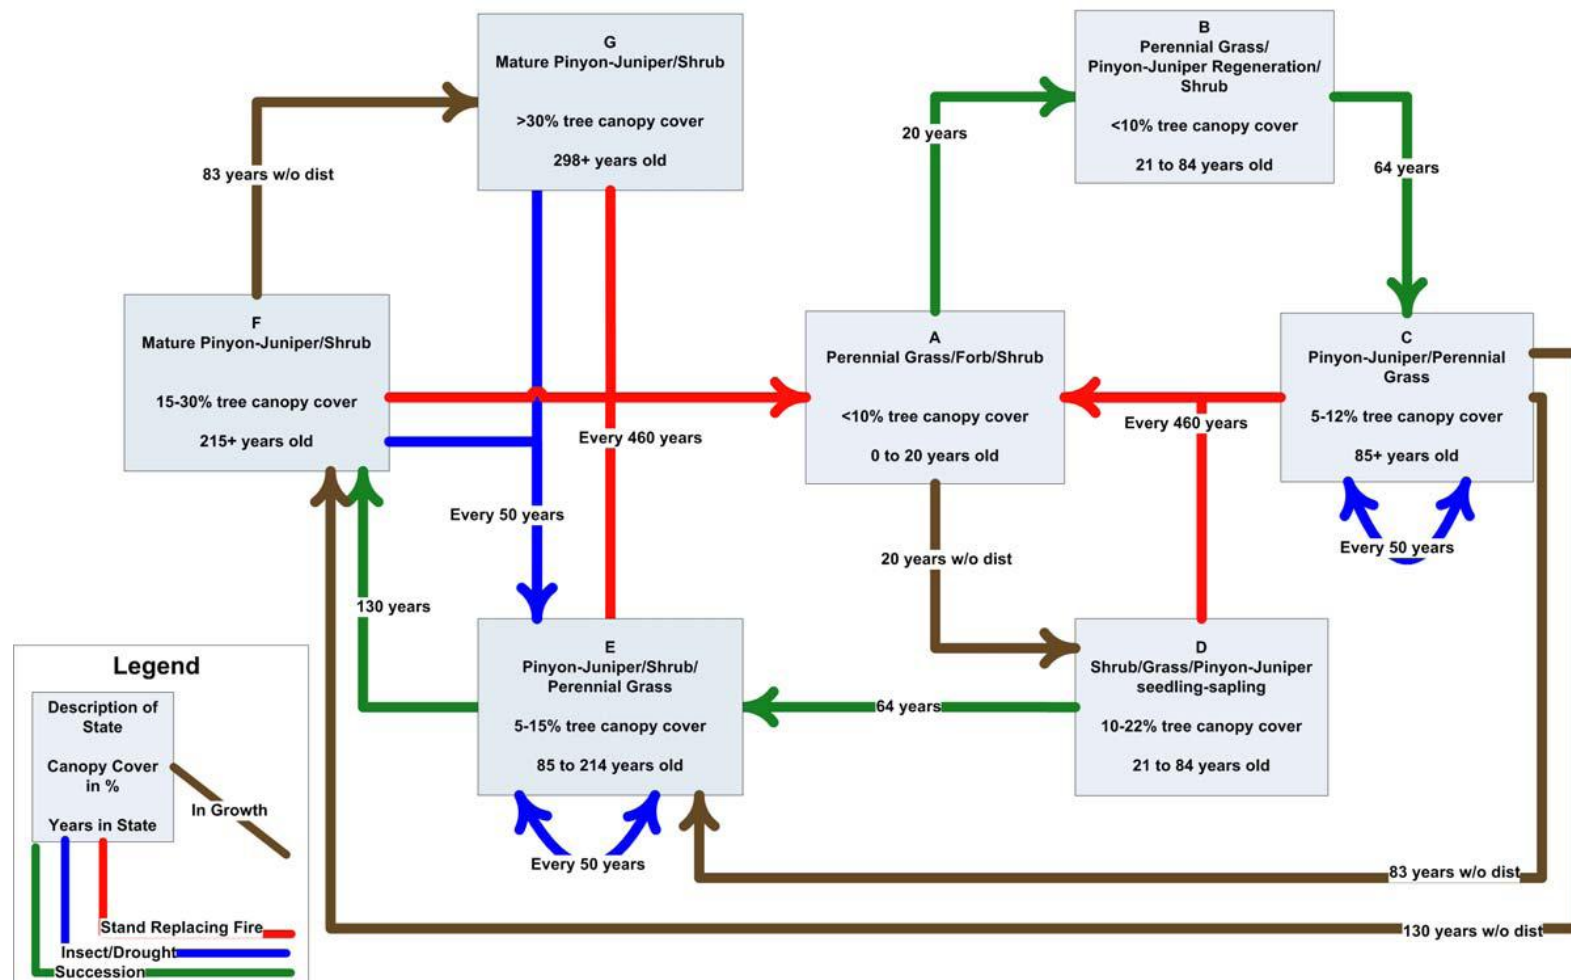 G
Mature Pinyon-Juniper/Shrub
>30% tree canopy cover
298+ years old
B
Perennial Grass/
Pinyon-Juniper Regeneration/
Shrub
<10% tree canopy cover
21 to 84 years old
20 years
64 years
83 years w/o dist
F
Mature Pinyon-Juniper/Shrub
15-30% tree canopy cover
215+ years old
A
Perennial Grass/Forb/Shrub
<10% tree canopy cover
0 to 20 years old
C
Pinyon-Juniper/Perennial
Grass
5-12% tree canopy cover
85+ years old
Every 460 years
Every 460 years
Every 50 years
Every 50 years
20 years w/o dist
130 years
E
Pinyon-Juniper/Shrub/
Perennial Grass
5-15% tree canopy cover
85 to 214 years old
64 years
D
Shrub/Grass/Pinyon-Juniper
seedling-sapling
10-22% tree canopy cover
21 to 84 years old
Every 50 years
83 years w/o dist
130 years w/o dist
Legend
Description of
State
Canopy Cover
in %
Years in State
In Growth
Stand Replacing Fire
Insect/Drought
Succession